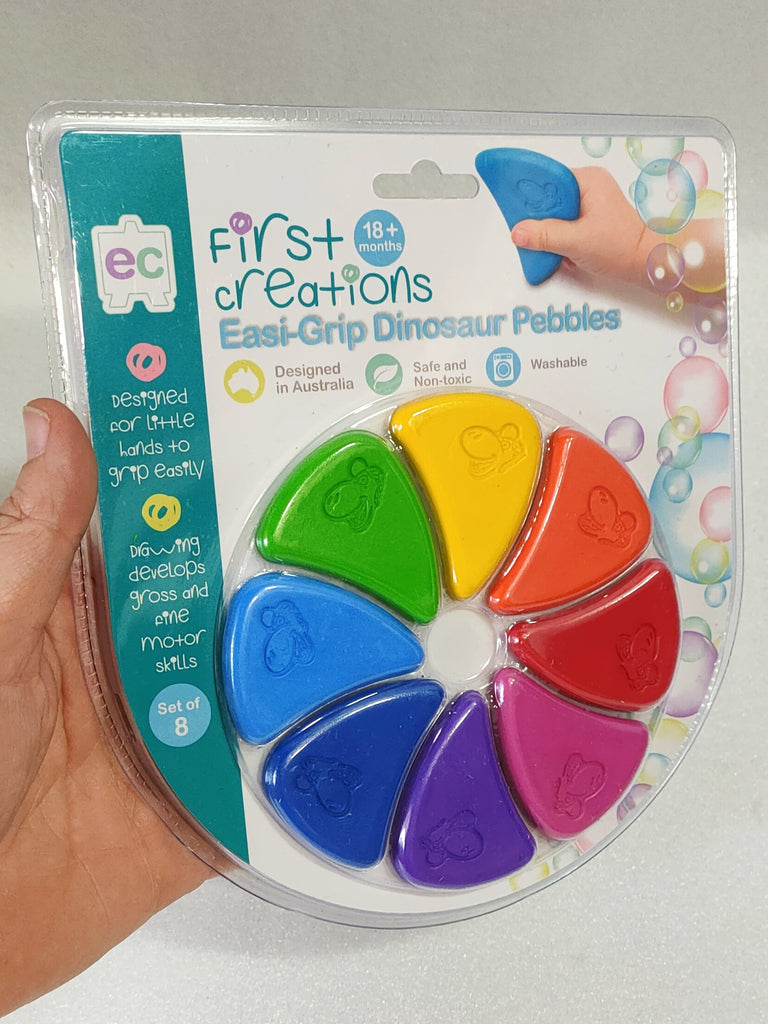 ec
First
creations
18+
months
Easi-Grip Dinosaur Pebbles
Designed
in Australia
Safe and
Non-toxic
Washable
Designed
for little
hands to
grip easily
Drawing
develops
gross and
fine
motor
skills
Set of
8